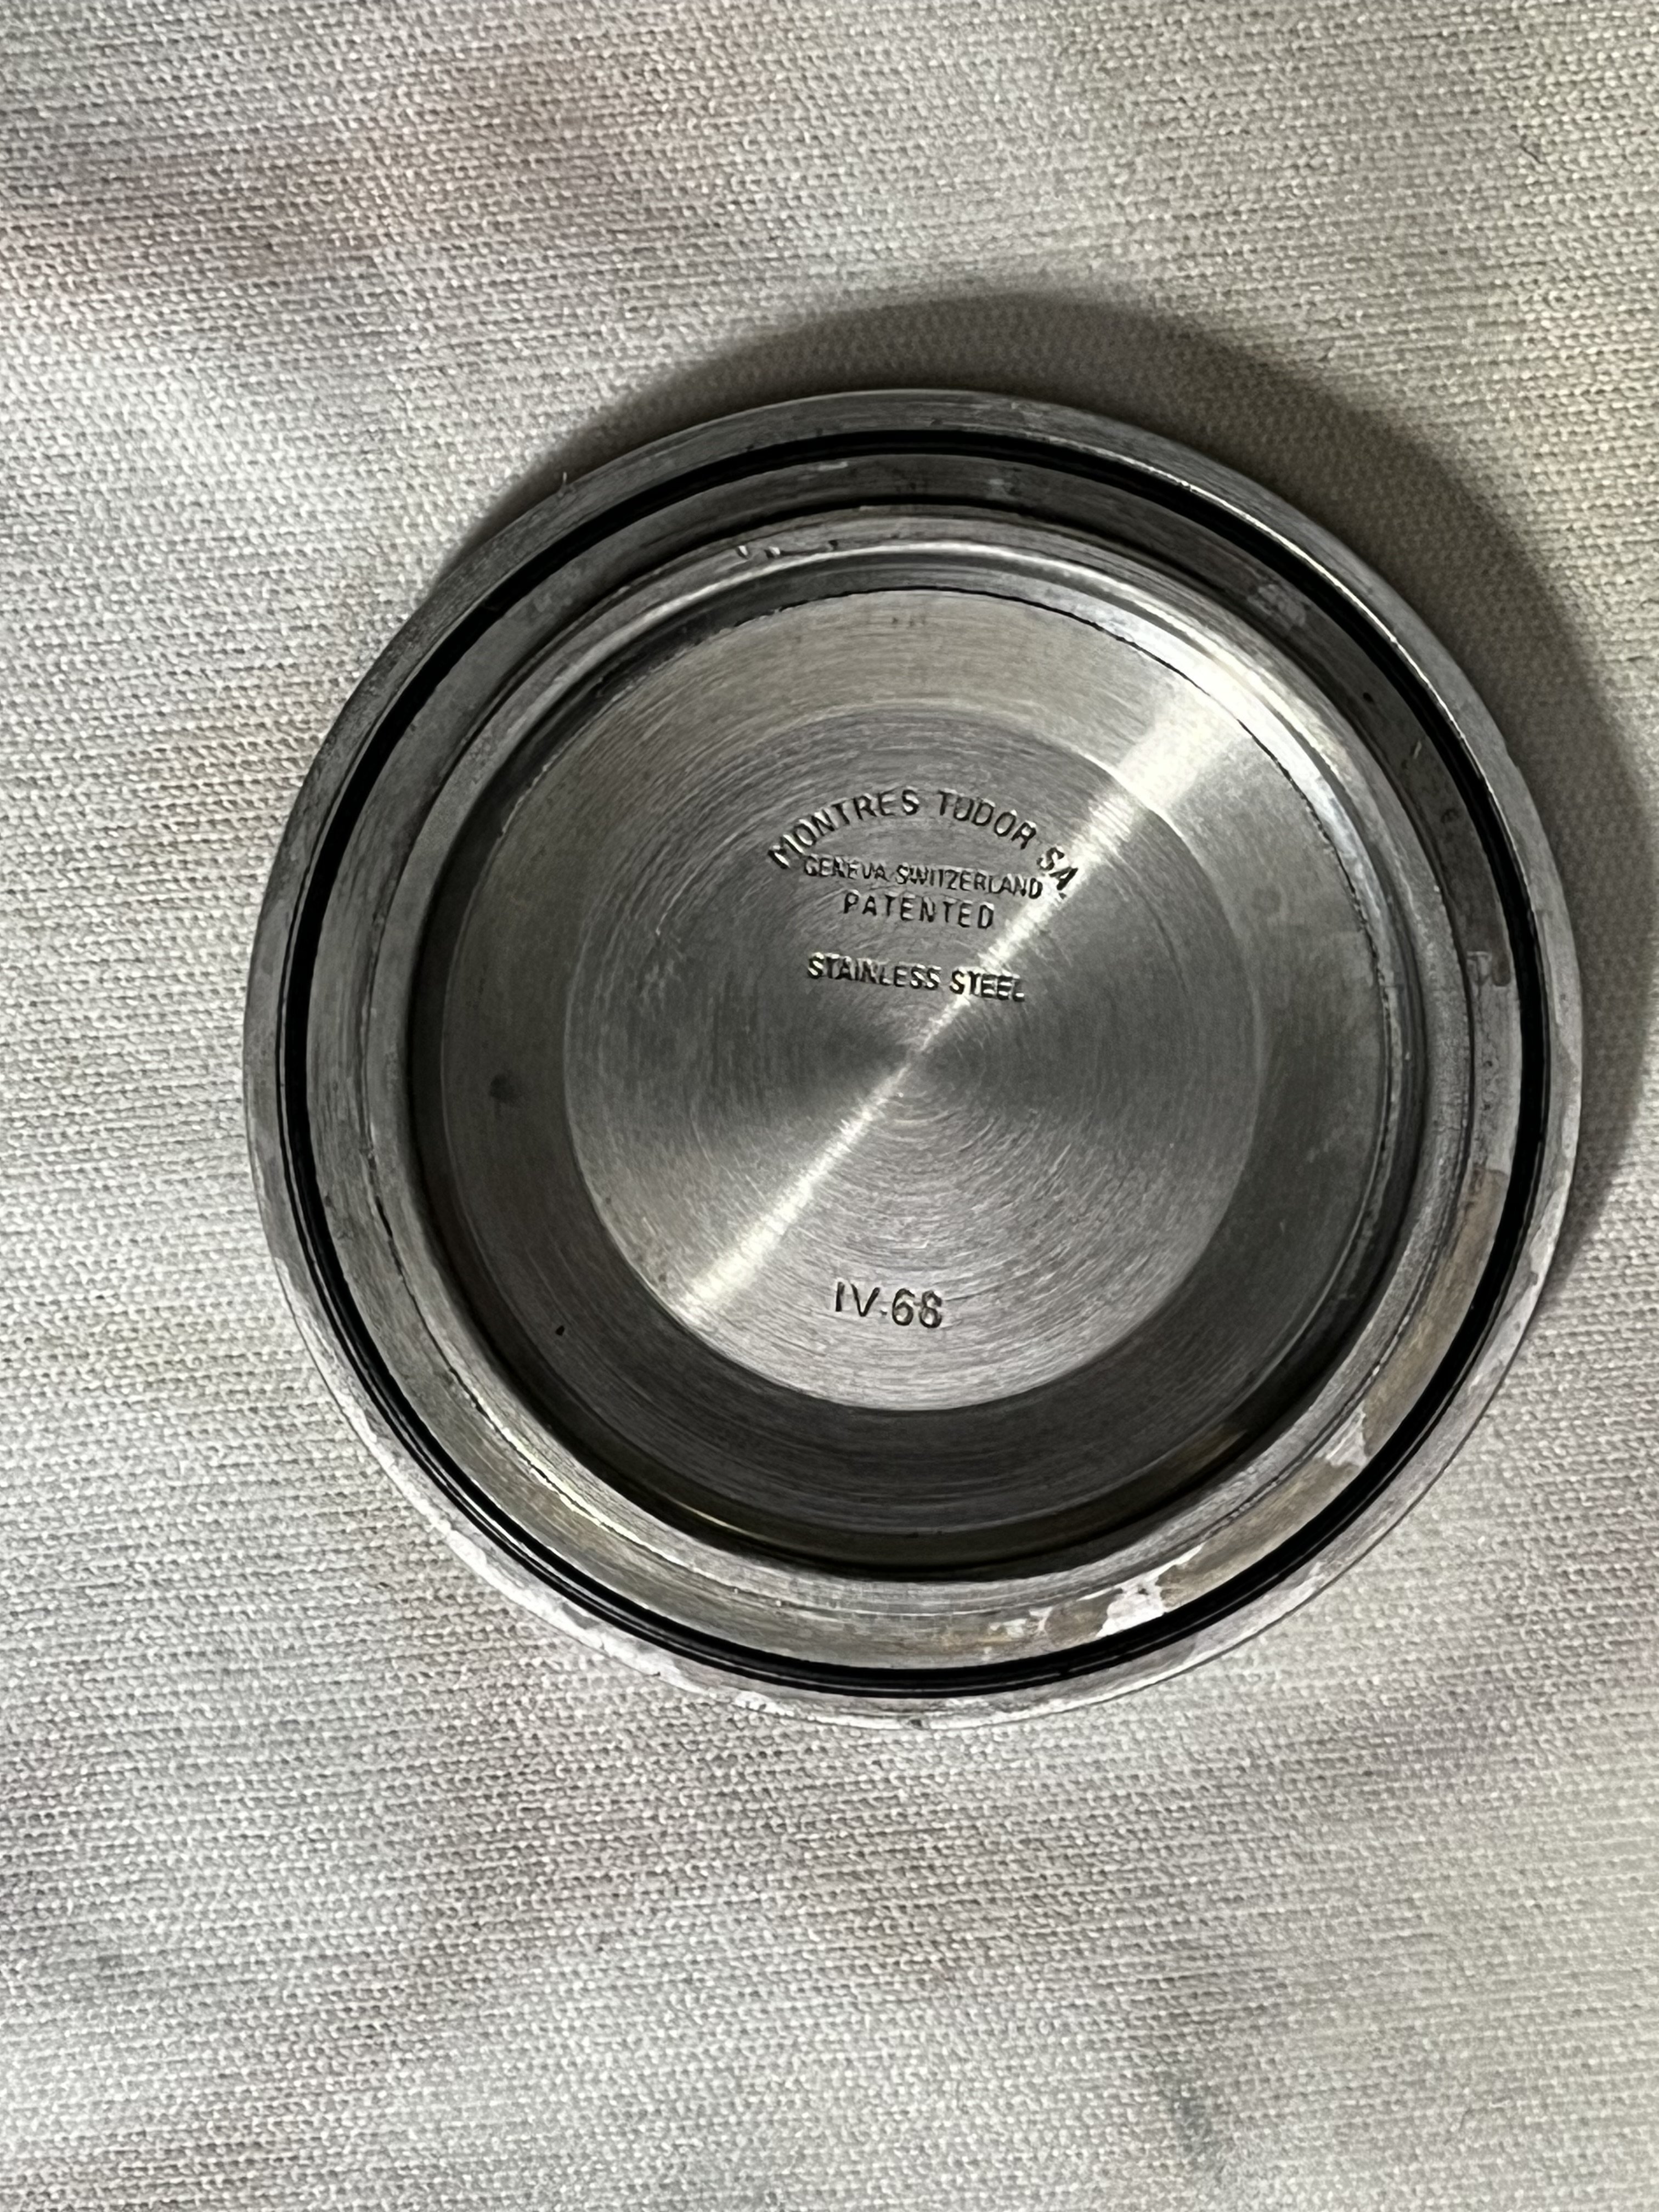 MONTRES TUDOR SA
GENEVA SWITZERLAND
PATENTED
STAINLESS STEEL
IV.68